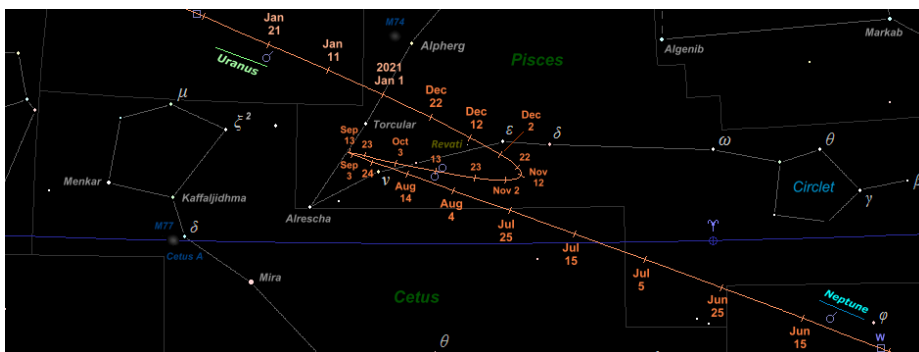 Jan
21
M74
Alpherg
Markab
Algenib
Uranus
Jan
11
Pisces
2021
Jan 1
Dec
22
Dec
12
Dec
2
μ
ξ 2
Torcular
Sep
13
23
Oct
3
Revati
ε
δ
ω
θ
13
23
22
Nov
12
Nov 2
Sep
3
24
ν
Aug
14
Aug
4
Menkar
Kaffaljidhma
Alrescha
Circlet
γ
β
Jul
25
♈
M77
δ
Cetus A
Jul
15
Mira
Jul
5
Cetus
Jun
25
Neptune
φ
W
Jun
15
θ